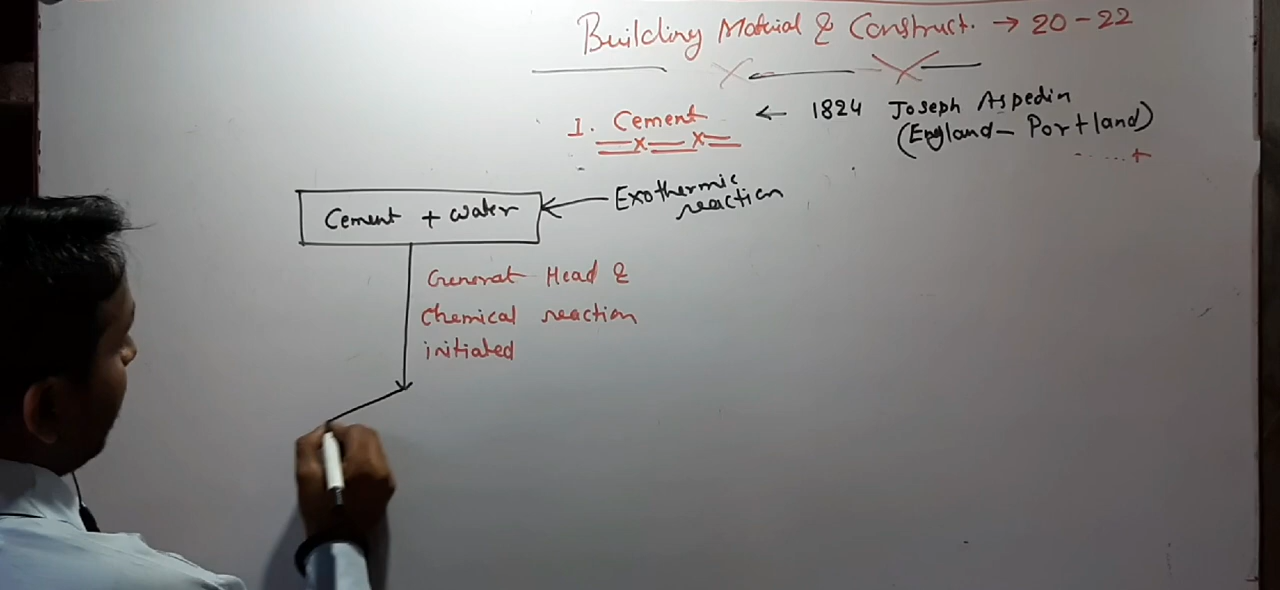 Building Material & Construct. → 20-22
1. Cement ← 1824 Joseph Aspedin
(England- Portland)
Cement + water ← Exothermic
reaction
Generat Head &
chemical reaction
initiated